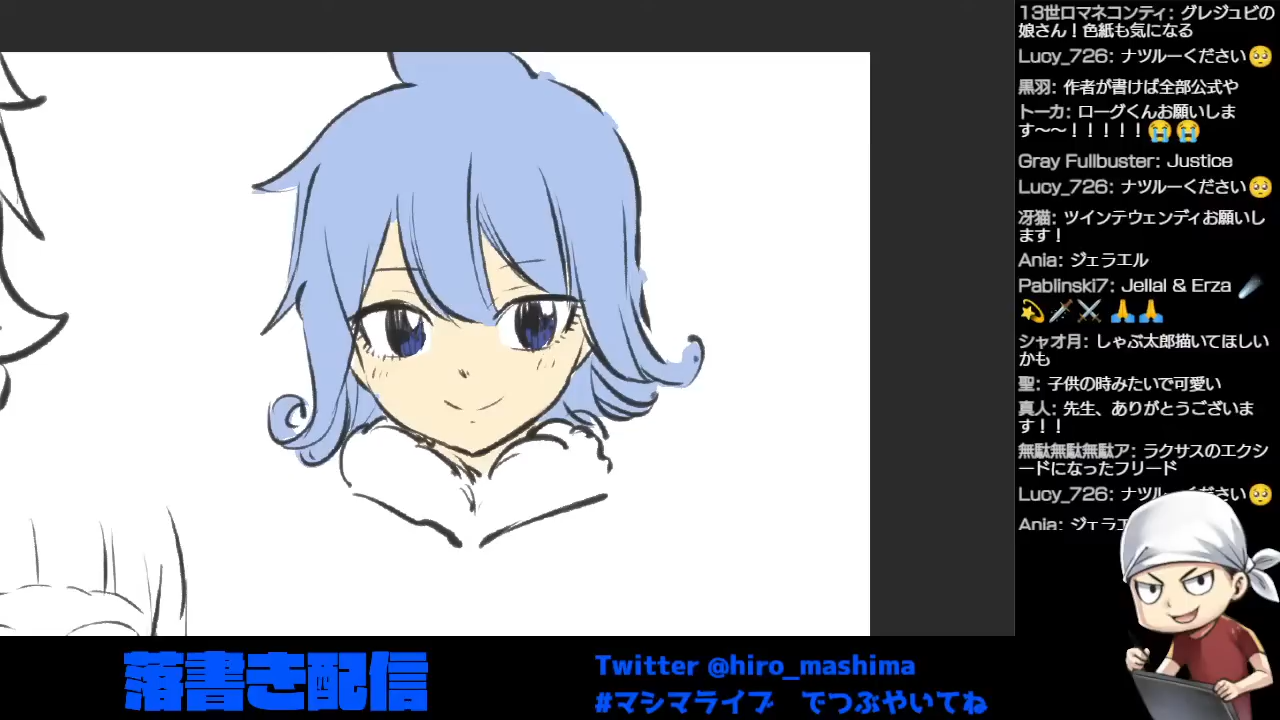 13世ロマネコンティ: グレジュビの
娘さん！色紙も気になる
Lucy_726: ナツルーください🥺
黒羽: 作者が書けば全部公式や
トーカ: ローグくんお願いしま
す～～！！！！！😭😭
Gray Fullbuster: Justice
Lucy_726: ナツルーください🥺
冴猫: ツインテウェンディお願いし
ます！
Ania: ジェラエル
Pablinski7: Jellal & Erza ☄️
💫🗡️⚔️🙏🙏
シャオ月: しゃぶ太郎描いてほしい
かも
聖: 子供の時みたいで可愛い
真人: 先生、ありがとうございま
す！！
無駄無駄無駄ア: ラクサスのエクシ
ードになったフリード
Lucy_726: ナツル さい🥺
Ania: ジェラエ
落書き配信
Twitter @hiro_mashima
#マシマライブ　でつぶやいてね